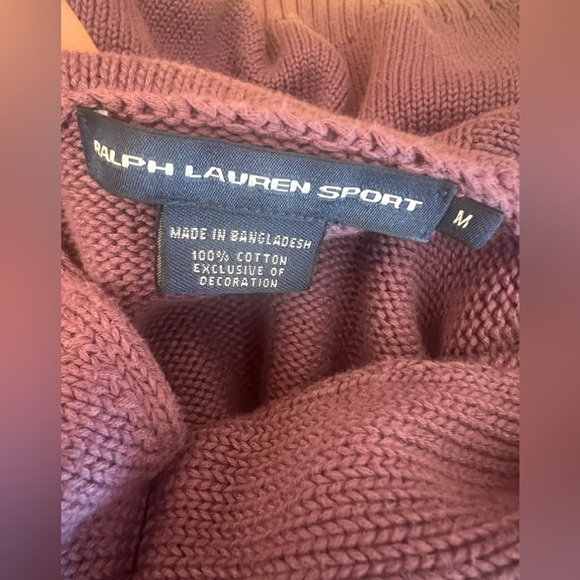 RALPH LAUREN SPORT
M
MADE IN BANGLADESH
100% COTTON
EXCLUSIVE OF
DECORATION